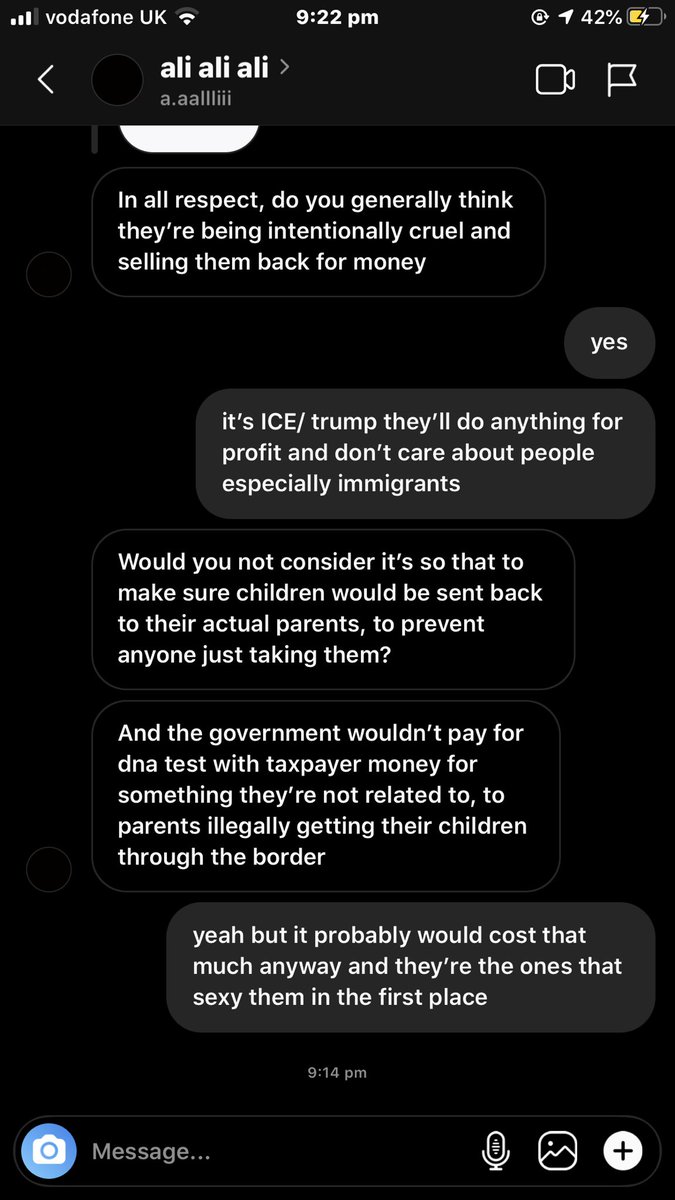 vodafone UK
9:22 pm
42%
ali ali ali
a.aallliii
In all respect, do you generally think
they’re being intentionally cruel and
selling them back for money
yes
it’s ICE/ trump they’ll do anything for
profit and don’t care about people
especially immigrants
Would you not consider it’s so that to
make sure children would be sent back
to their actual parents, to prevent
anyone just taking them?
And the government wouldn’t pay for
dna test with taxpayer money for
something they’re not related to, to
parents illegally getting their children
through the border
yeah but it probably would cost that
much anyway and they’re the ones that
sexy them in the first place
9:14 pm
Message...